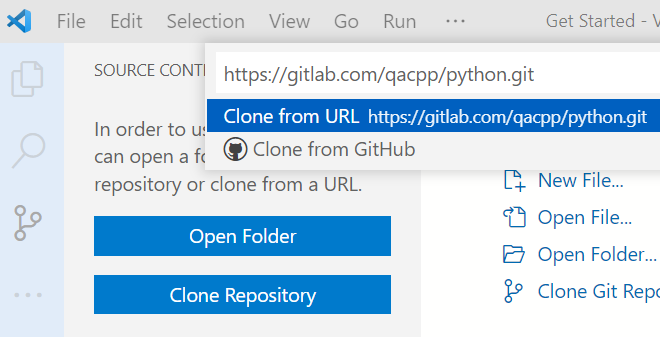 File Edit Selection View Go Run ... Get Started - V
SOURCE CONT
https://gitlab.com/qacpp/python.git
Clone from URL https://gitlab.com/qacpp/python.git
Clone from GitHub
In order to us
can open a fo
repository or clone from a URL.
Open Folder
Clone Repository
New File...
Open File...
Open Folder...
Clone Git Repo